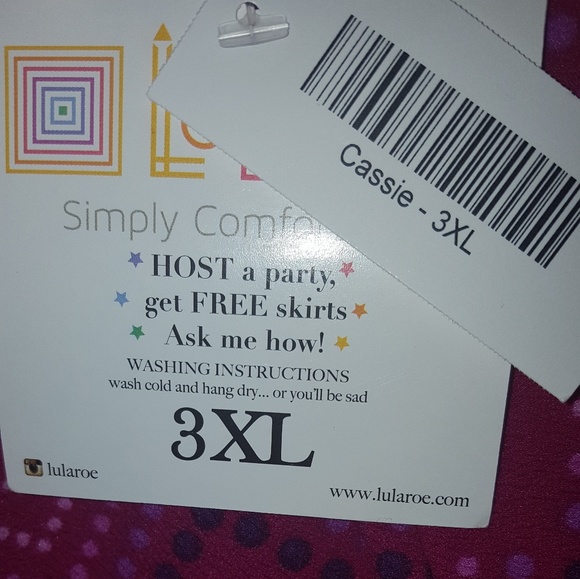 Cassie - 3XL
Simply
HOST a party,
get FREE skirts
Ask me how!
WASHING INSTRUCTIONS
wash cold and hang dry... or you'll be sad
3XL
lularoe
www.lularoe.com